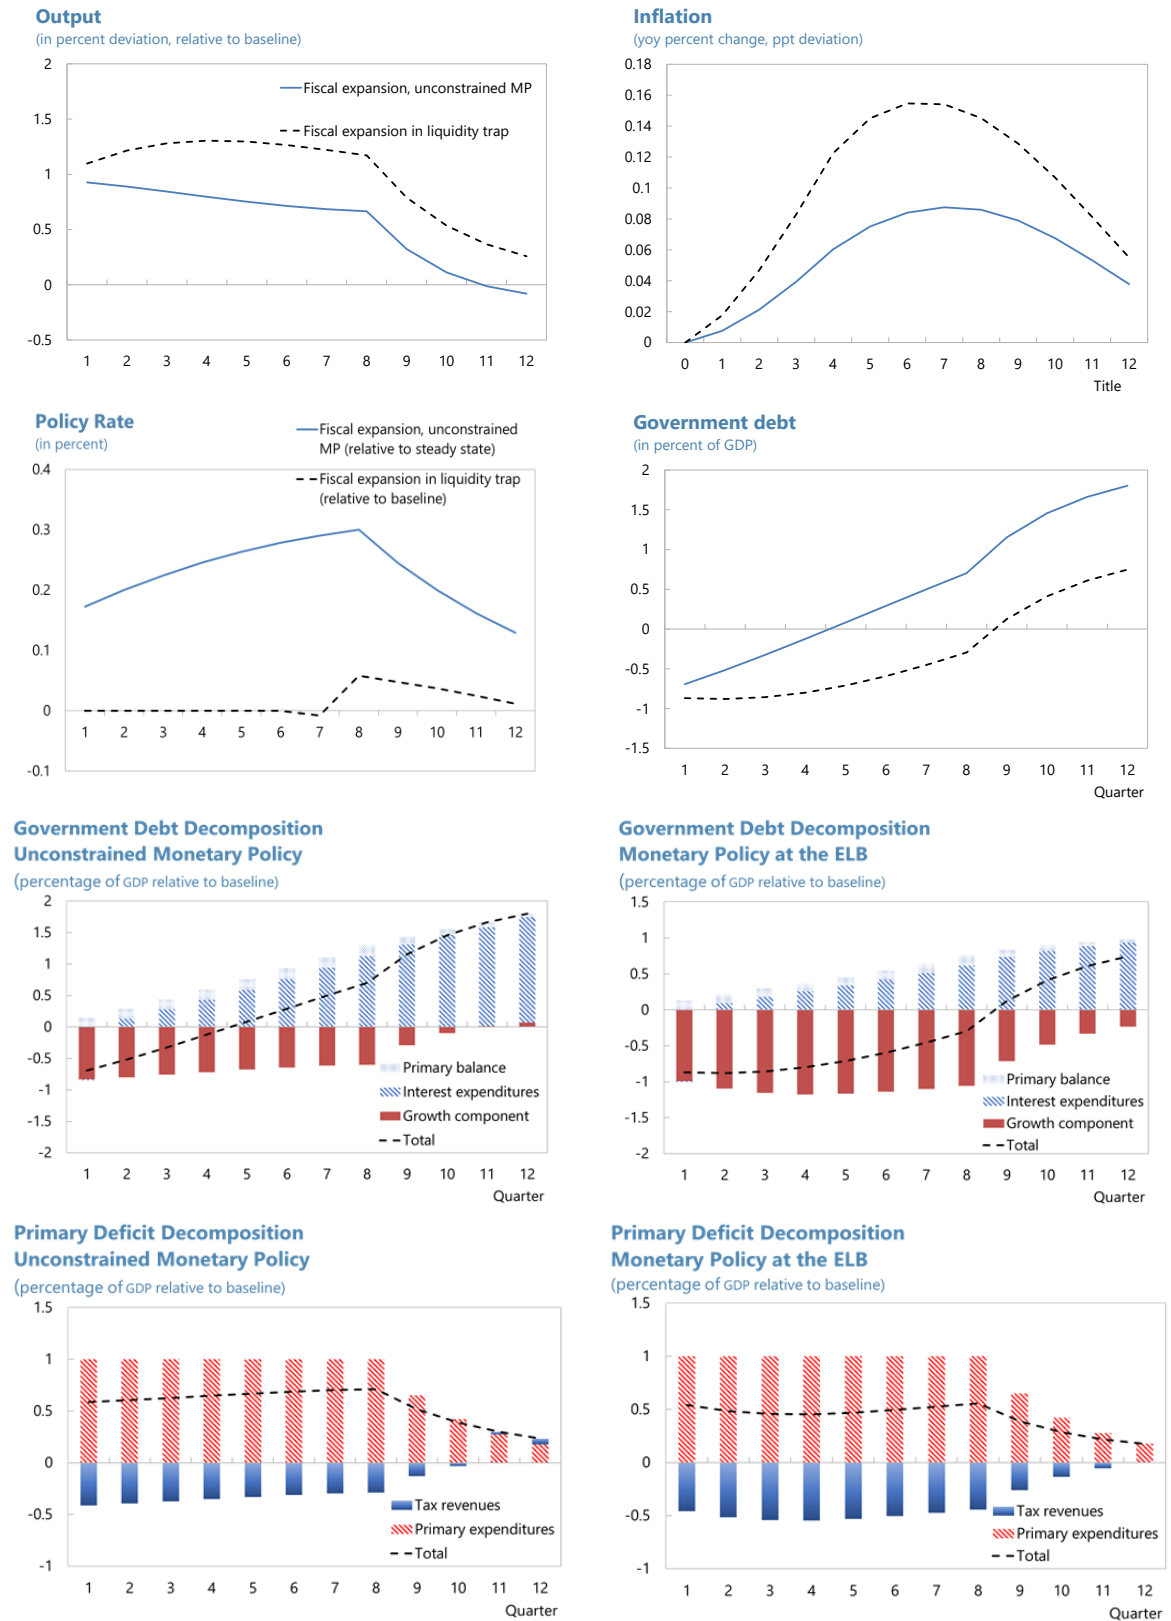 Output
(in percent deviation, relative to baseline)
2
1.5
1
0.5
0
-0.5
Fiscal expansion, unconstrained MP
Fiscal expansion in liquidity trap
1 2 3 4 5 6 7 8 9 10 11 12
Inflation
(yoy percent change, ppt deviation)
0.18
0.16
0.14
0.12
0.1
0.08
0.06
0.04
0.02
0
0 1 2 3 4 5 6 7 8 9 10 11 12
Title
Policy Rate
(in percent)
Fiscal expansion, unconstrained
MP (relative to steady state)
Fiscal expansion in liquidity trap
(relative to baseline)
0.4
0.3
0.2
0.1
0
-0.1
1 2 3 4 5 6 7 8 9 10 11 12
Government debt
(in percent of GDP)
2
1.5
1
0.5
0
-0.5
-1
-1.5
1 2 3 4 5 6 7 8 9 10 11 12
Quarter
Government Debt Decomposition
Unconstrained Monetary Policy
(percentage of GDP relative to baseline)
2
1.5
1
0.5
0
-0.5
-1
-1.5
-2
Primary balance
Interest expenditures
Growth component
Total
1 2 3 4 5 6 7 8 9 10 11 12
Quarter
Government Debt Decomposition
Monetary Policy at the ELB
(percentage of GDP relative to baseline)
1.5
1
0.5
0
-0.5
-1
-1.5
-2
Primary balance
Interest expenditures
Growth component
Total
1 2 3 4 5 6 7 8 9 10 11 12
Quarter
Primary Deficit Decomposition
Unconstrained Monetary Policy
(percentage of GDP relative to baseline)
1.5
1
0.5
0
-0.5
-1
Tax revenues
Primary expenditures
Total
1 2 3 4 5 6 7 8 9 10 11 12
Quarter
Primary Deficit Decomposition
Monetary Policy at the ELB
(percentage of GDP relative to baseline)
1.5
1
0.5
0
-0.5
-1
Tax revenues
Primary expenditures
Total
1 2 3 4 5 6 7 8 9 10 11 12
Quarter